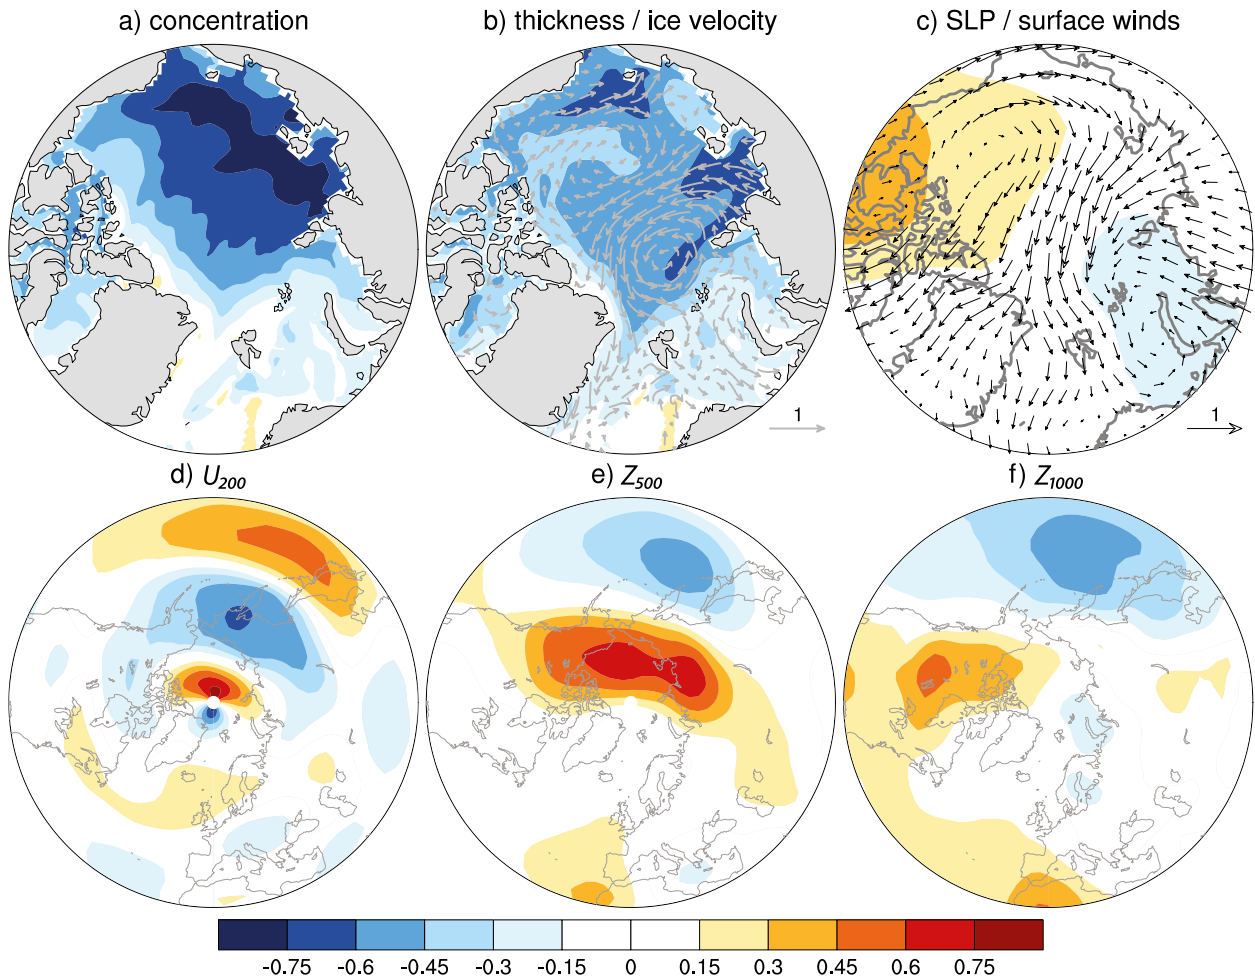 a) concentration
b) thickness / ice velocity
c) SLP / surface winds
1
1
d) U200
e) Z500
f) Z1000
-0.75 -0.6 -0.45 -0.3 -0.15 0 0.15 0.3 0.45 0.6 0.75